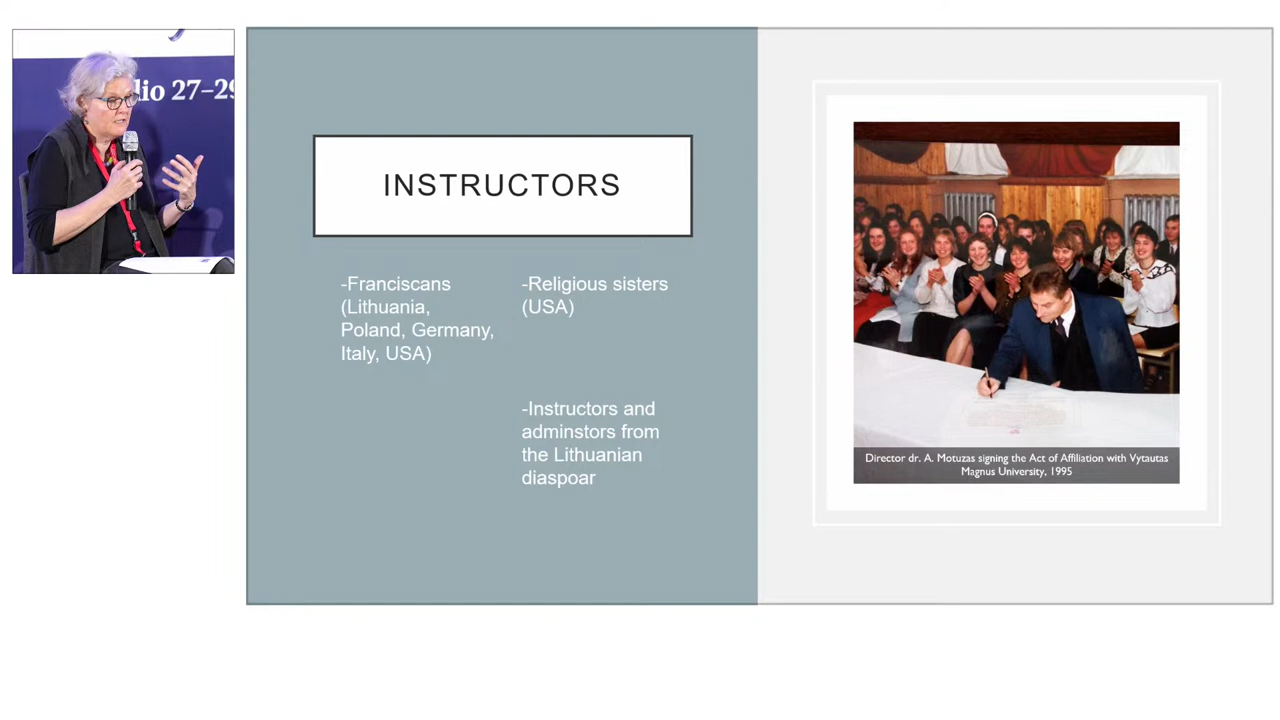 27–29
INSTRUCTORS
-Franciscans
(Lithuania,
Poland, Germany,
Italy, USA)
-Religious sisters
(USA)
-Instructors and
adminstors from
the Lithuanian
diaspoar
Director dr. A. Motuzas signing the Act of Affiliation with Vytautas
Magnus University, 1995